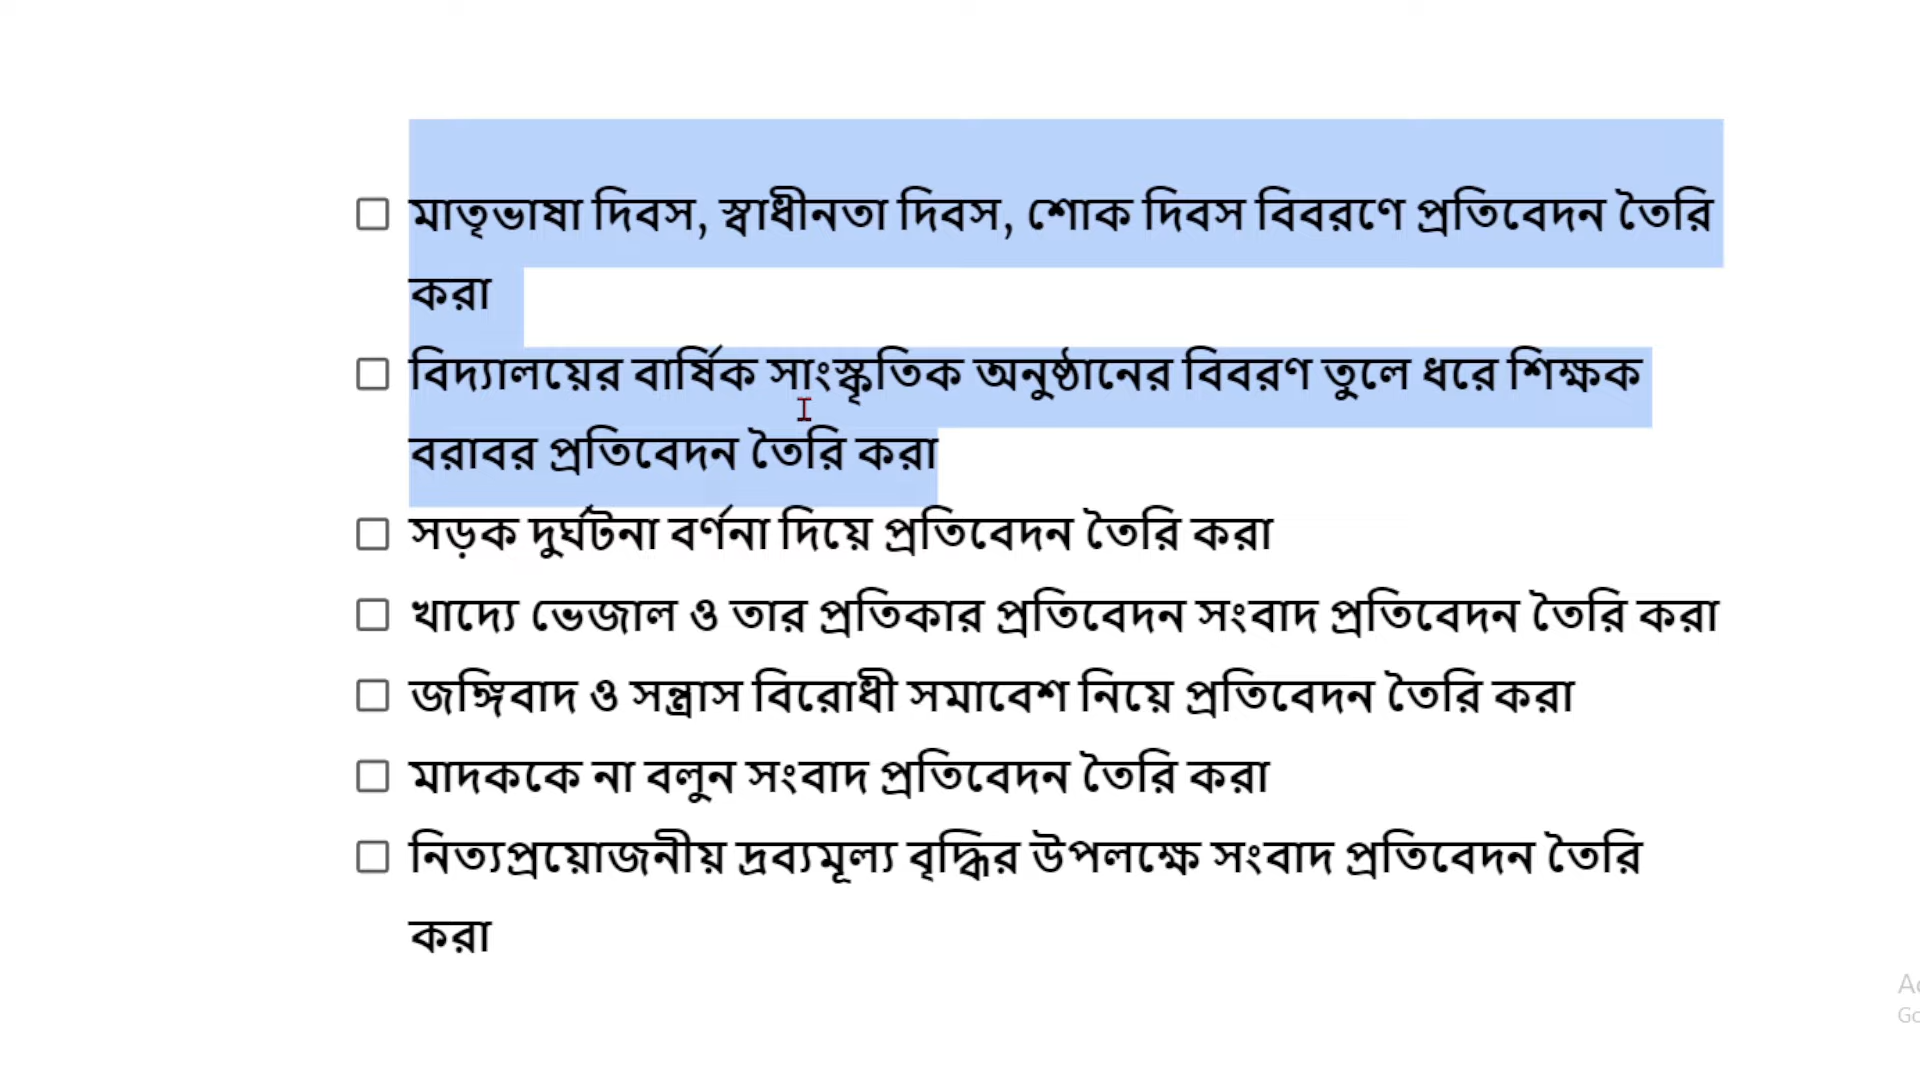 মাতৃভাষা দিবস, স্বাধীনতা দিবস, শোক দিবস বিবরণে প্রতিবেদন তৈরি
করা
বিদ্যালয়ের বার্ষিক সাংস্কৃতিক অনুষ্ঠানের বিবরণ তুলে ধরে শিক্ষক
বরাবর প্রতিবেদন তৈরি করা
সড়ক দুর্ঘটনা বর্ণনা দিয়ে প্রতিবেদন তৈরি করা
খাদ্যে ভেজাল ও তার প্রতিকার প্রতিবেদন সংবাদ প্রতিবেদন তৈরি করা
জঙ্গিবাদ ও সন্ত্রাস বিরোধী সমাবেশ নিয়ে প্রতিবেদন তৈরি করা
মাদককে না বলুন সংবাদ প্রতিবেদন তৈরি করা
নিত্যপ্রয়োজনীয় দ্রব্যমূল্য বৃদ্ধির উপলক্ষে সংবাদ প্রতিবেদন তৈরি
করা